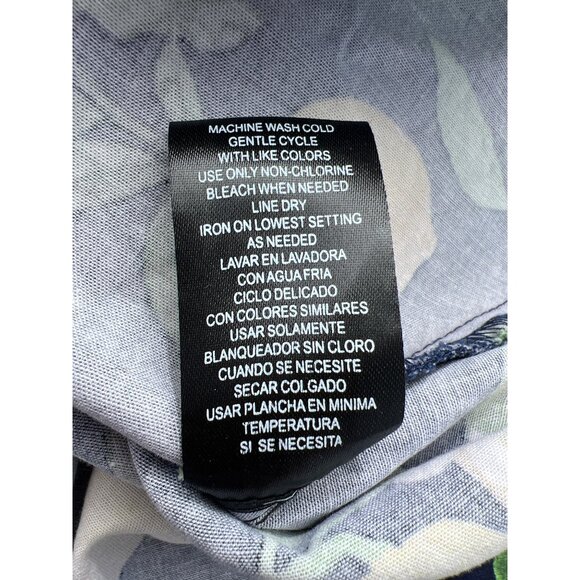 MACHINE WASH COLD
GENTLE CYCLE
WITH LIKE COLORS
USE ONLY NON-CHLORINE
BLEACH WHEN NEEDED
LINE DRY
IRON ON LOWEST SETTING
AS NEEDED
LAVAR EN LAVADORA
CON AGUA FRIA
CICLO DELICADO
CON COLORES SIMILARES
USAR SOLAMENTE
BLANQUEADOR SIN CLORO
CUANDO SE NECESITE
SECAR COLGADO
USAR PLANCHA EN MINIMA
TEMPERATURA
SI SE NECESITA